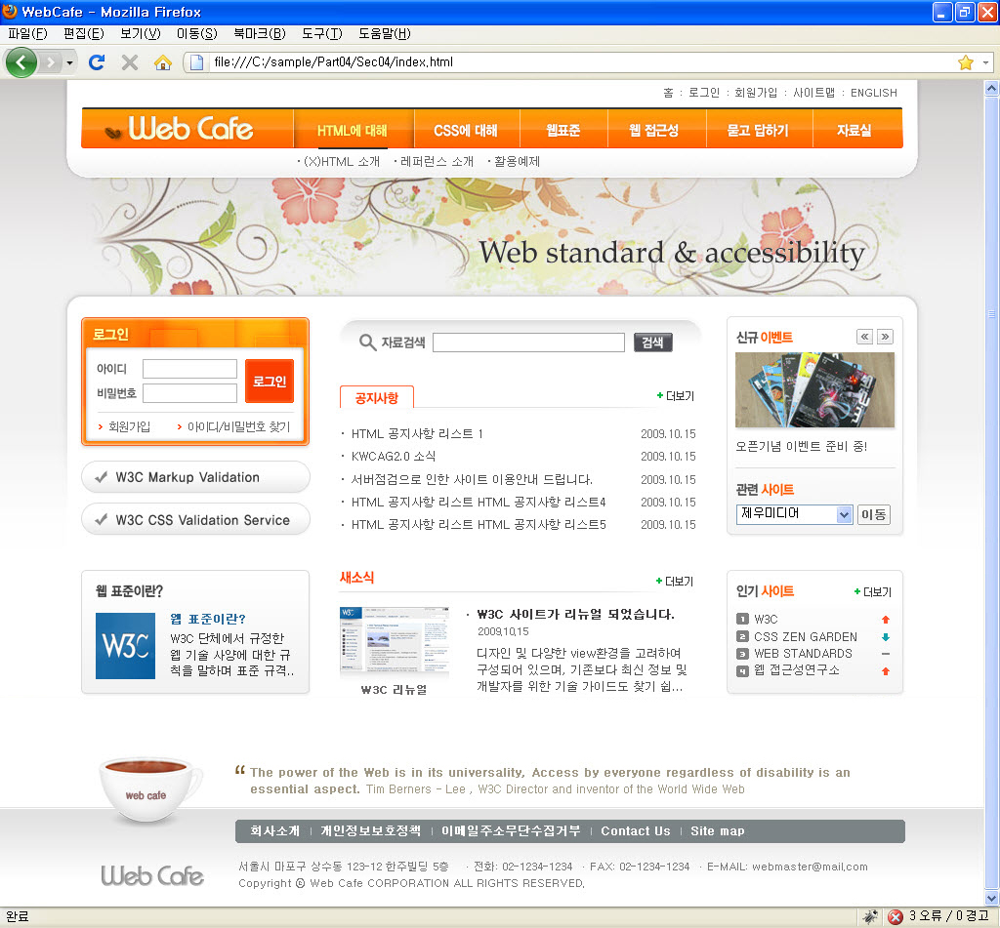 WebCafe - Mozilla Firefox
파일(F) 편집(E) 보기(V) 이동(S) 북마크(B) 도구(T) 도움말(H)
file:///C:/sample/Part04/Sec04/index.html
홈 : 로그인 : 회원가입 : 사이트맵 : ENGLISH
Web Cafe HTML에 대해 CSS에 대해 웹표준 웹 접근성 묻고 답하기 자료실
· (X)HTML 소개 · 레퍼런스 소개 · 활용예제
Web standard & accessibility
로그인
아이디
비밀번호
로그인
회원가입 아이디/비밀번호 찾기
W3C Markup Validation
W3C CSS Validation Service
자료검색 검색
공지사항 + 더보기
· HTML 공지사항 리스트 1 2009.10.15
· KWCAG2.0 소식 2009.10.15
· 서버점검으로 인한 사이트 이용안내 드립니다. 2009.10.15
· HTML 공지사항 리스트 HTML 공지사항 리스트4 2009.10.15
· HTML 공지사항 리스트 HTML 공지사항 리스트5 2009.10.15
신규 이벤트 « »
오픈기념 이벤트 준비 중!
관련 사이트
제우미디어 이동
웹 표준이란?
W3C
웹 표준이란?
W3C 단체에서 규정한
웹 기술 사양에 대한 규
칙을 말하며 표준 규격..
새소식 + 더보기
W3C
W3C 리뉴얼
· W3C 사이트가 리뉴얼 되었습니다.
2009.10.15
디자인 및 다양한 view환경을 고려하여
구성되어 있으며, 기존보다 최신 정보 및
개발자를 위한 기술 가이드도 찾기 쉽...
인기 사이트 + 더보기
1 W3C
2 CSS ZEN GARDEN
3 WEB STANDARDS
4 웹 접근성연구소
web cafe
“ The power of the Web is in its universality, Access by everyone regardless of disability is an
essential aspect. Tim Berners - Lee , W3C Director and inventor of the World Wide Web
회사소개 | 개인정보보호정책 | 이메일주소무단수집거부 | Contact Us | Site map
Web Cafe
서울시 마포구 상수동 123-12 한주빌딩 5층 · 전화: 02-1234-1234 · FAX: 02-1234-1234 · E-MAIL: webmaster@mail.com
Copyright ⓒ Web Cafe CORPORATION ALL RIGHTS RESERVED.
완료 3 오류 / 0 경고